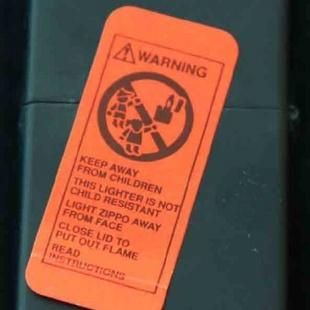 WARNING
KEEP AWAY
FROM CHILDREN
THIS LIGHTER IS NOT
CHILD RESISTANT
LIGHT ZIPPO AWAY
FROM FACE
CLOSE LID TO
PUT OUT FLAME
READ
INSTRUCTIONS